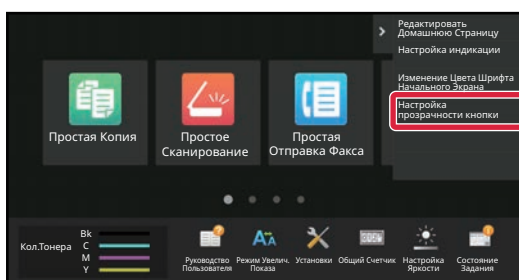 Редактировать
Домашнюю Страницу
Настройка индикации
Изменение Цвета Шрифта
Начального Экрана
Настройка
прозрачности кнопки
Простая Копия
Простое
Сканирование
Простая
Отправка Факса
Кол.Тонера
Bk
C
M
Y
Руководство
Пользователя
Режим Увелич.
Показа
Установки
Общий Счетчик
Настройка
Яркости
Состояние
Задания